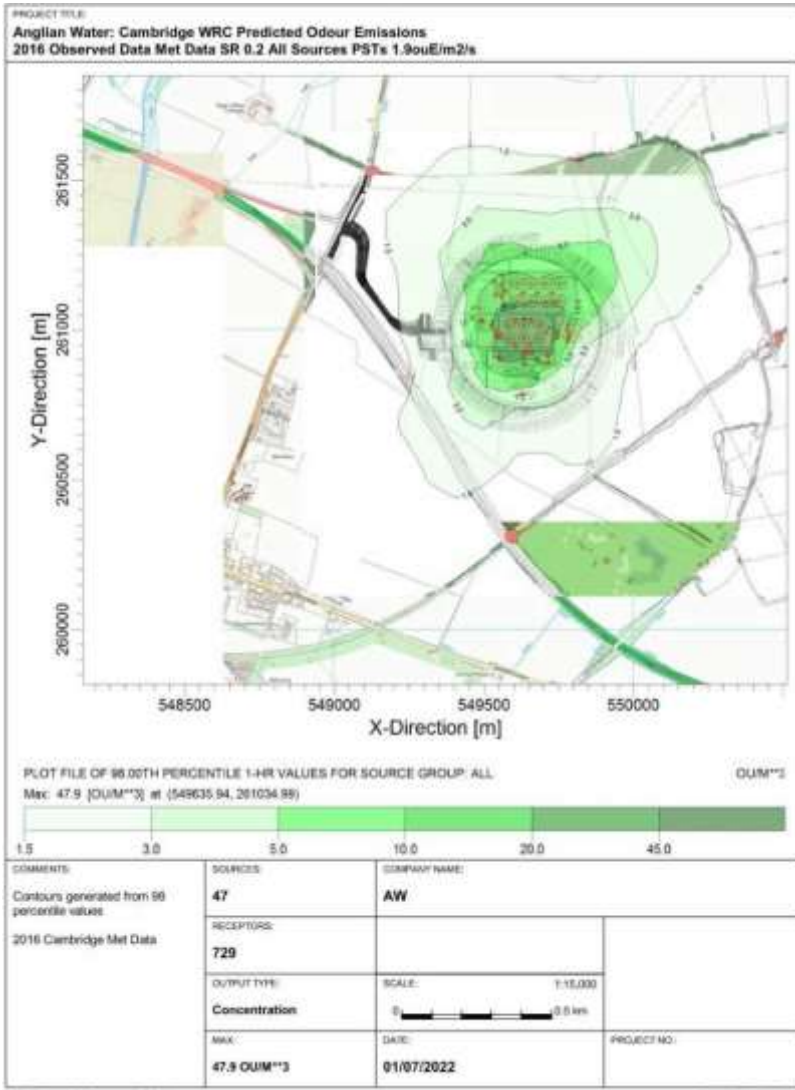 PROJECT TITLE:
Anglian Water: Cambridge WRC Predicted Odour Emissions
2016 Observed Data Met Data SR 0.2 All Sources PSTs 1.9ouE/m2/s
Y-Direction [m]
261500
261000
260500
260000
548500
549000
549500
550000
X-Direction [m]
PLOT FILE OF 98.00TH PERCENTILE 1-HR VALUES FOR SOURCE GROUP: ALL
OU/M**3
Max: 47.9 [OU/M**3] at (549635.94, 261034.99)
1.5
3.0
5.0
10.0
20.0
45.0
COMMENTS:
Contours generated from 98
percentile values
2016 Cambridge Met Data
SOURCES:
47
COMPANY NAME:
AW
RECEPTORS:
729
OUTPUT TYPE:
Concentration
SCALE:
1:15,000
0
0.5 km
MAX:
47.9 OU/M**3
DATE:
01/07/2022
PROJECT NO.: